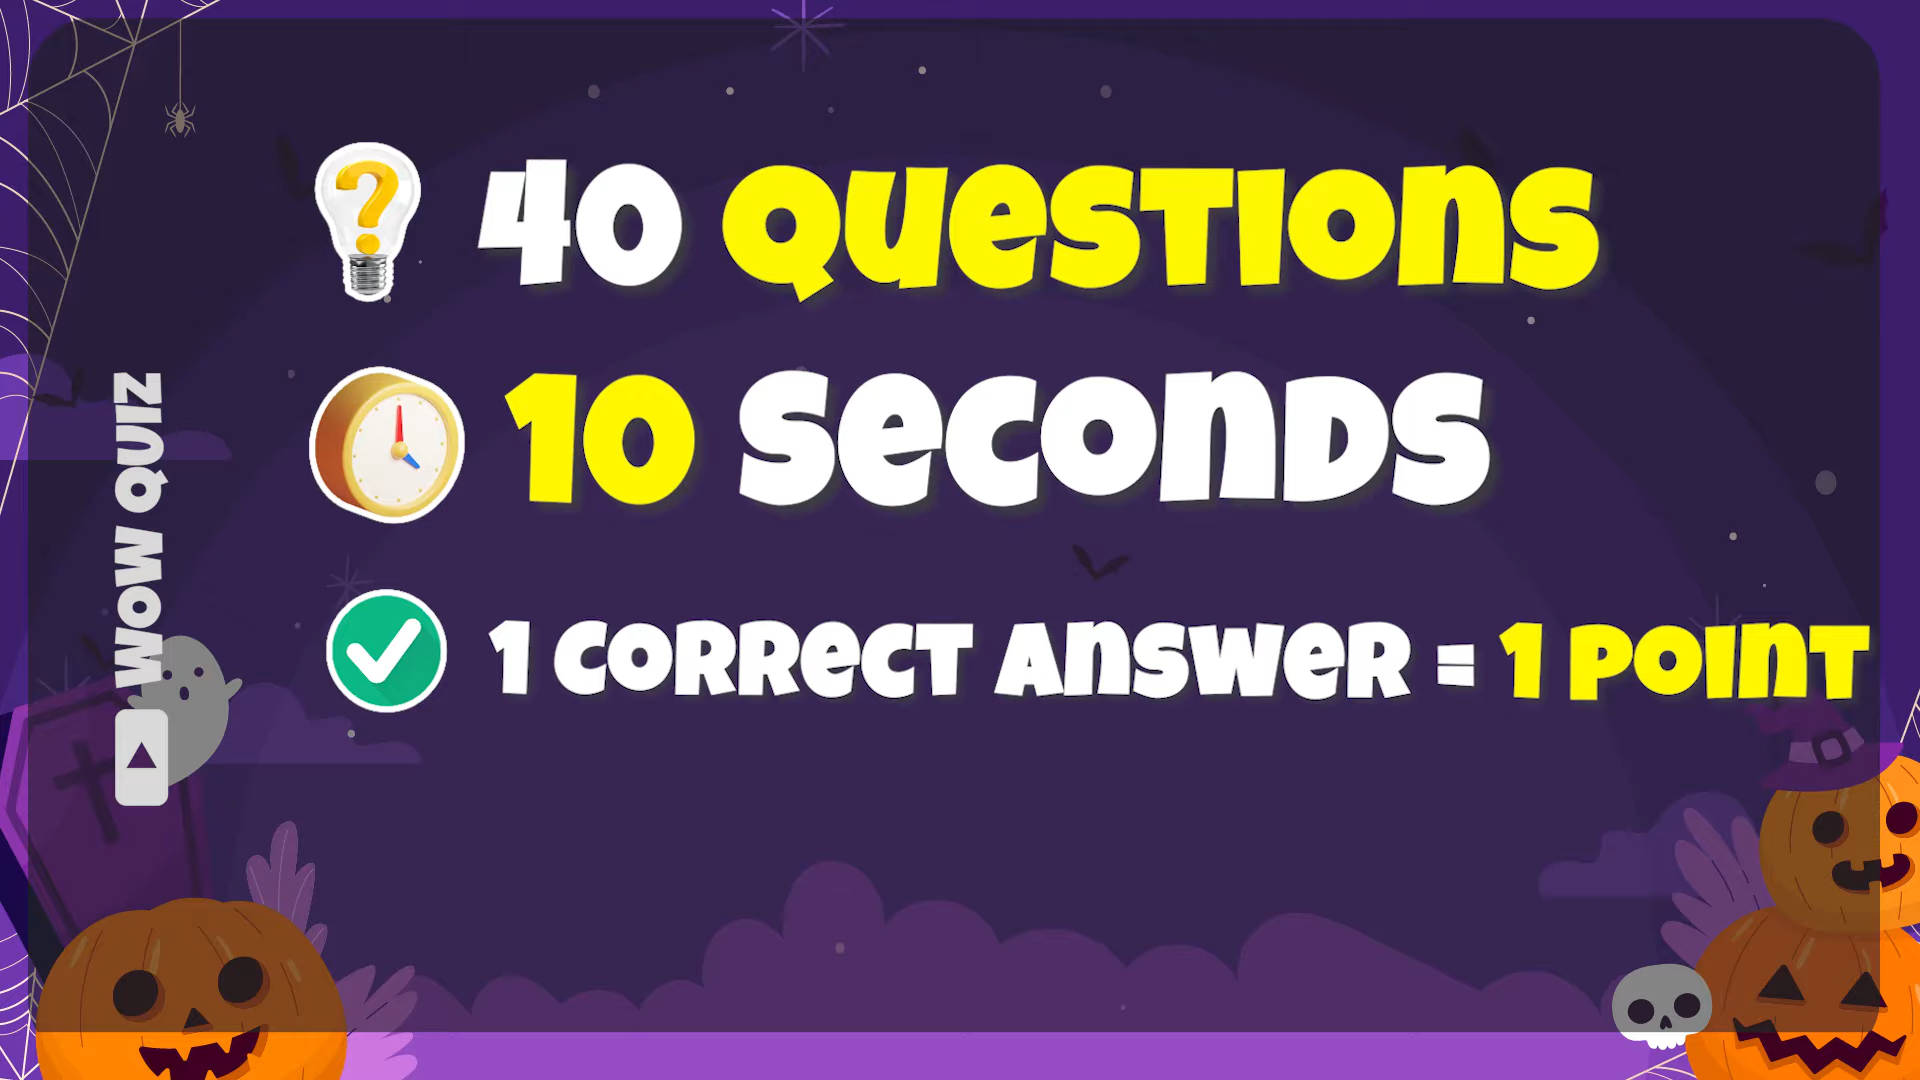 40 QUESTIONS
10 SECONDS
1 CORRECT ANSWER = 1 POINT
WOW QUIZ